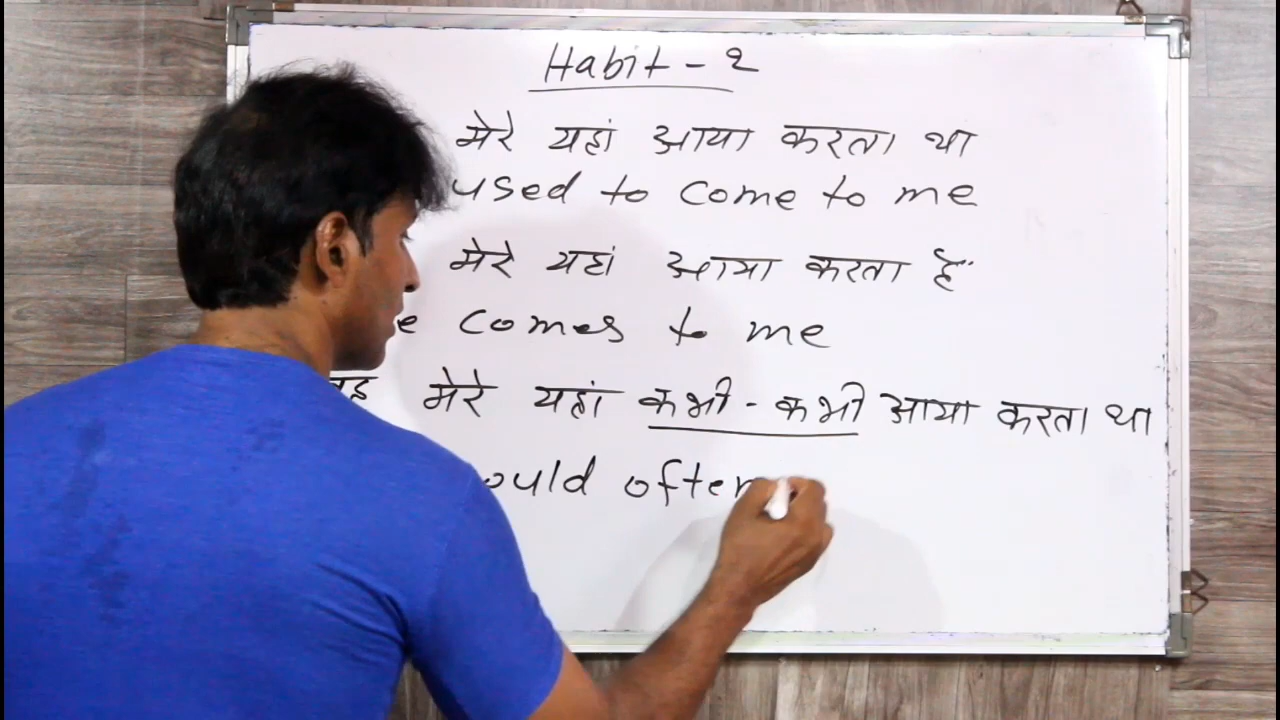 Habit - 2
मेरे यहां आया करता था
used to come to me
मेरे यहां आया करता है
comes to me
वह मेरे यहां कभी - कभी आया करता था
often